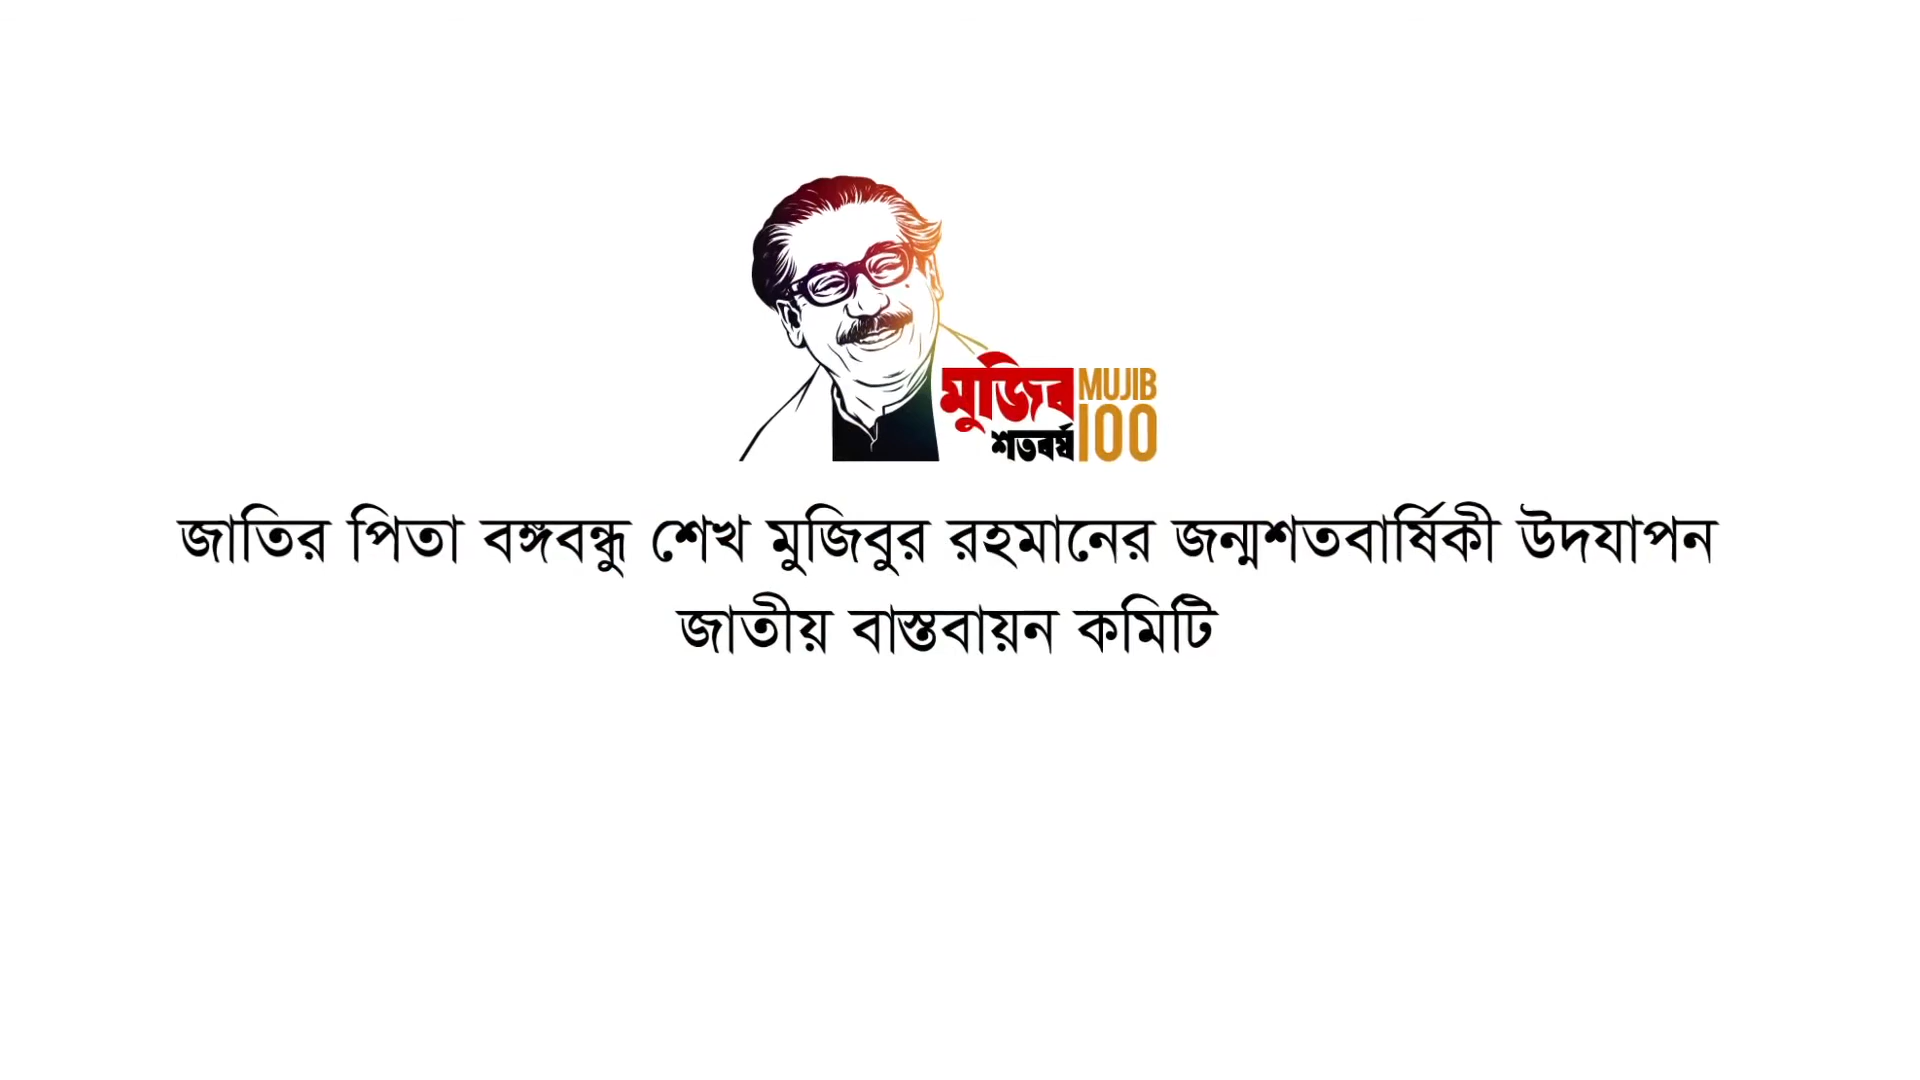 মুজিব
শতবর্ষ
MUJIB
100
জাতির পিতা বঙ্গবন্ধু শেখ মুজিবুর রহমানের জন্মশতবার্ষিকী উদযাপন
জাতীয় বাস্তবায়ন কমিটি